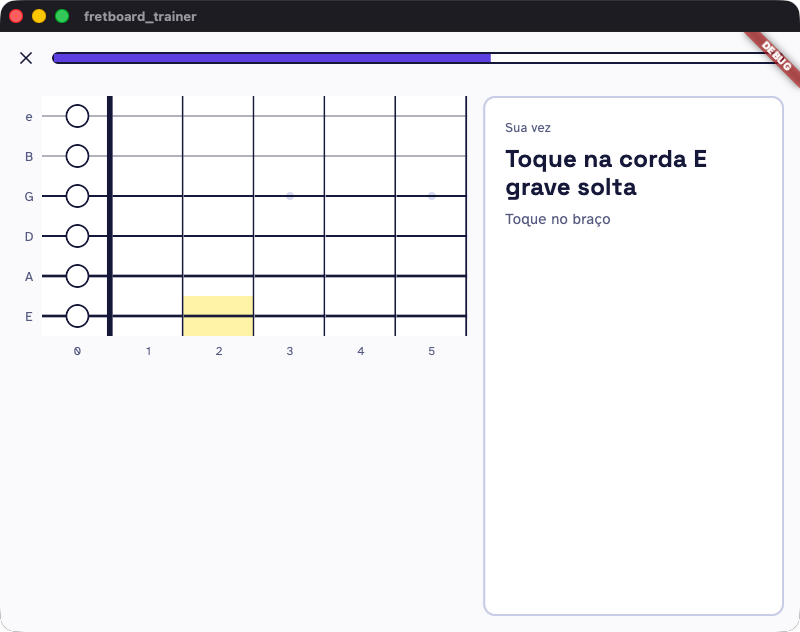 fretboard_trainer
DEBUG
e
B
G
D
A
E
0 1 2 3 4 5
Sua vez
Toque na corda E
grave solta
Toque no braço